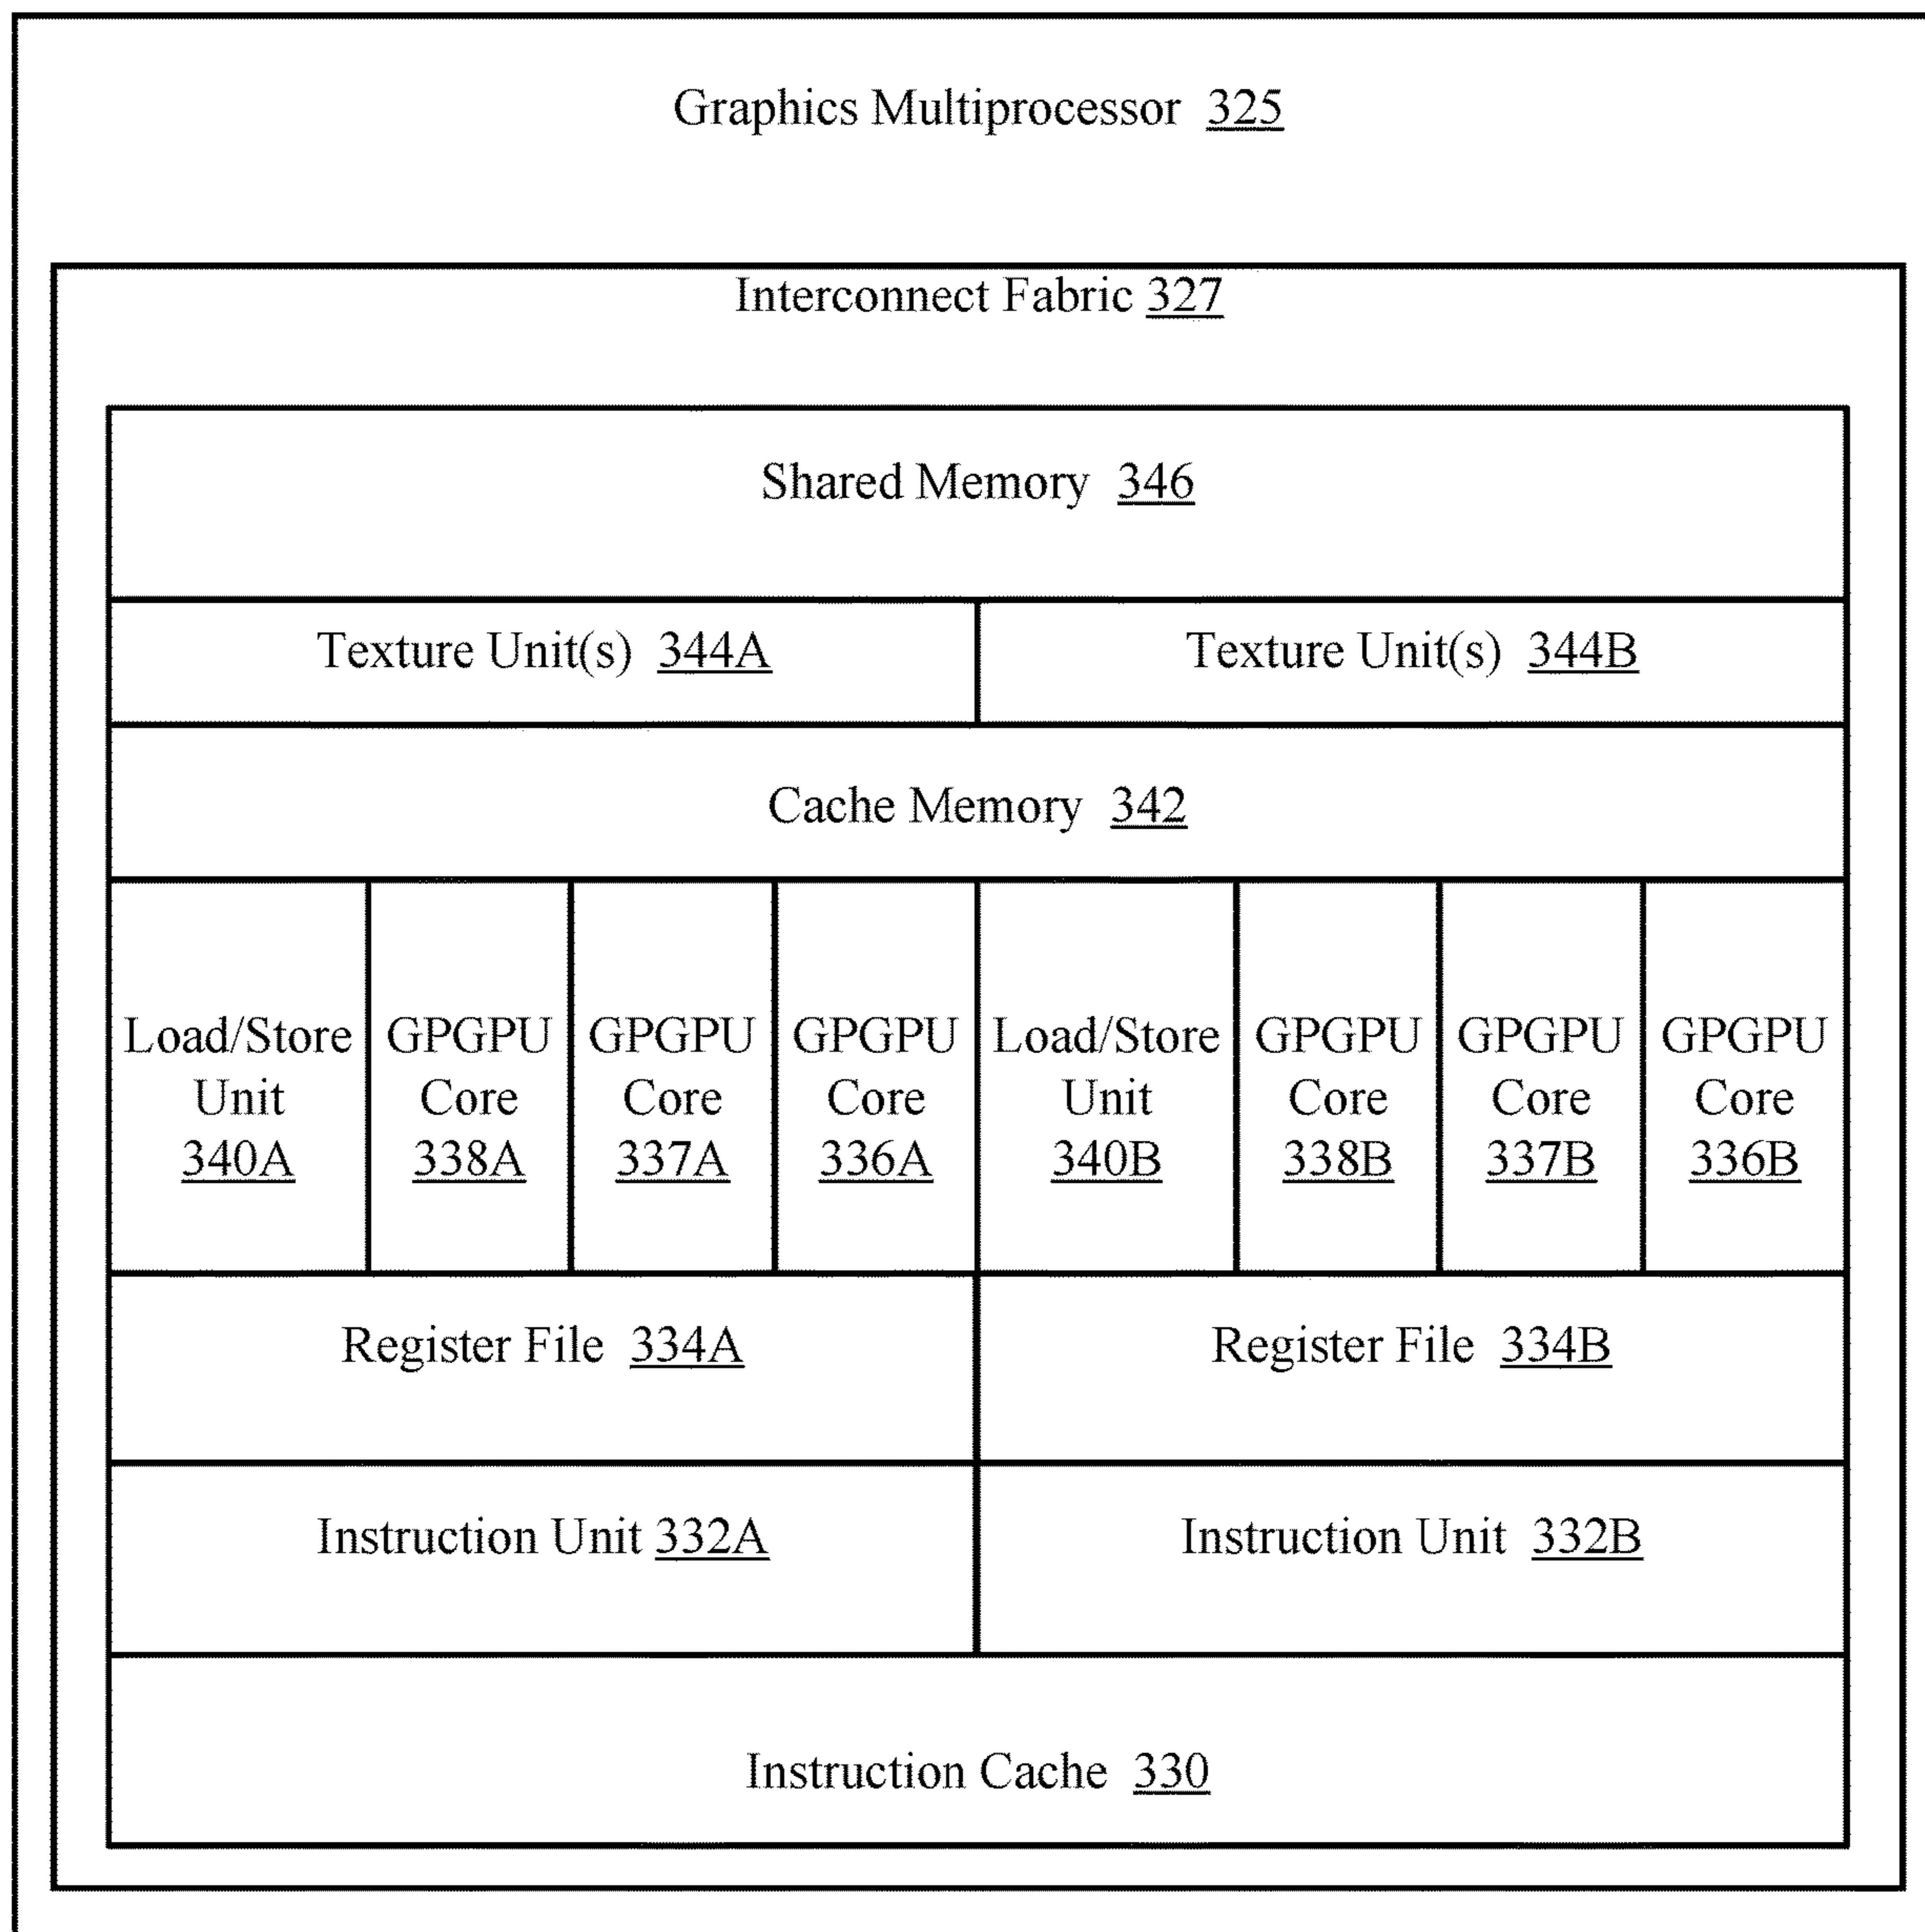 Graphics Multiprocessor 325
Interconnect Fabric 327
Shared Memory 346
Texture Unit(s) 344A
Texture Unit(s) 344B
Cache Memory 342
Load/Store
Unit
340A
GPGPU
Core
338A
GPGPU
Core
337A
GPGPU
Core
336A
Load/Store
Unit
340B
GPGPU
Core
338B
GPGPU
Core
337B
GPGPU
Core
336B
Register File 334A
Register File 334B
Instruction Unit 332A
Instruction Unit 332B
Instruction Cache 330